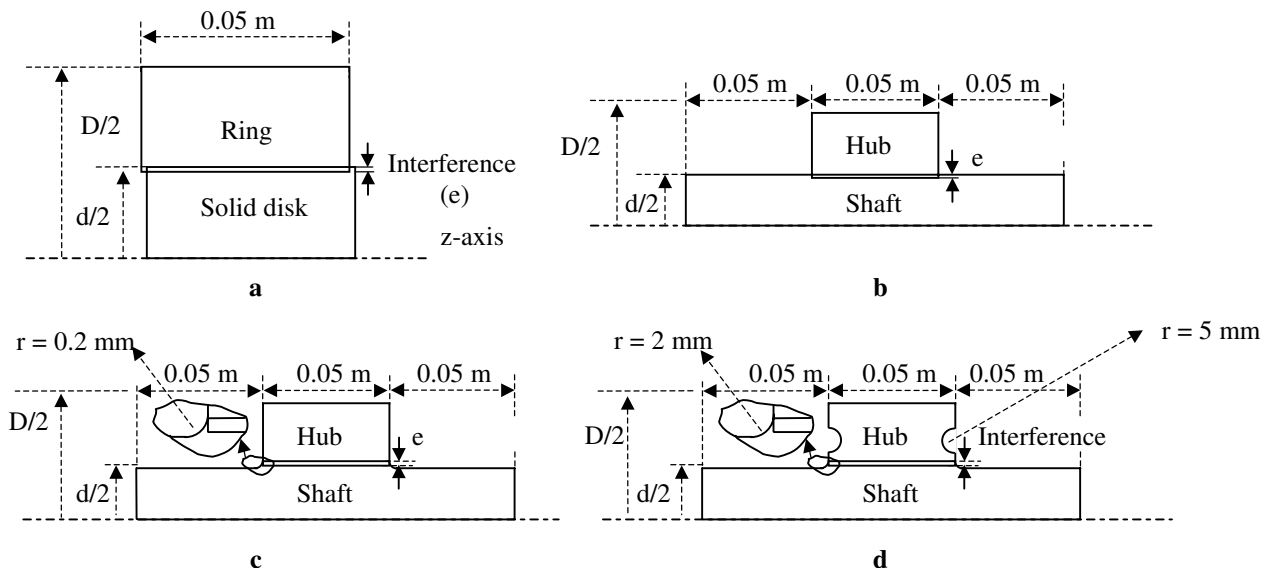 0.05 m
D/2
Ring
Interference
(e)
d/2
Solid disk
z-axis
a
0.05 m 0.05 m 0.05 m
D/2
Hub
e
d/2
Shaft
b
r = 0.2 mm
0.05 m 0.05 m 0.05 m
D/2
Hub
e
d/2
Shaft
c
r = 2 mm
r = 5 mm
0.05 m 0.05 m 0.05 m
D/2
Hub
Interference
d/2
Shaft
d